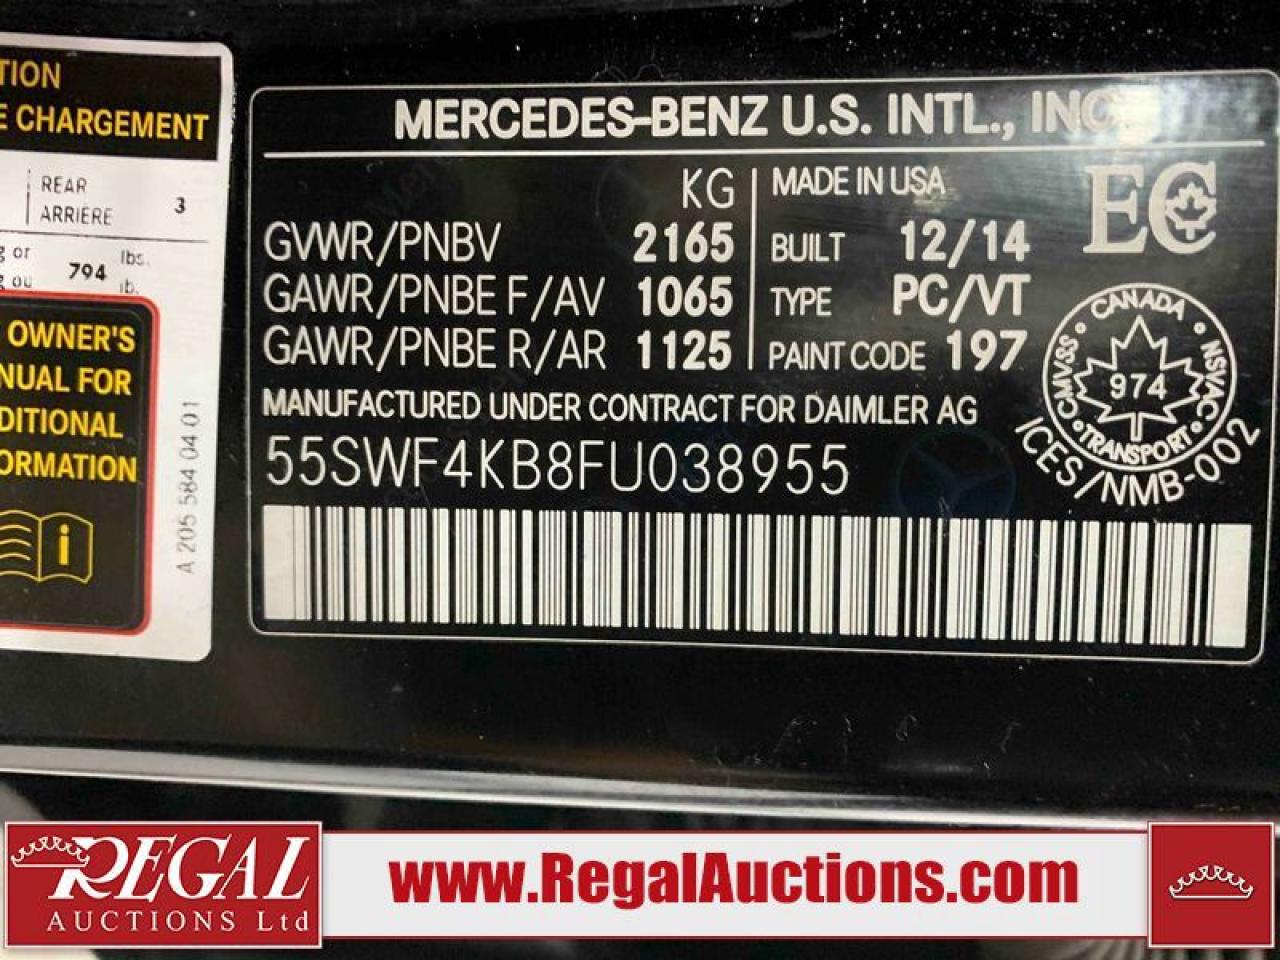 TION
E CHARGEMENT
REAR
ARRIÈRE 3
g or
g ou 794 lbs.
lb.
OWNER'S
NUAL FOR
DITIONAL
ORMATION
i
A 205 584 04 01
MERCEDES-BENZ U.S. INTL., INC
KG
GVWR/PNBV 2165
GAWR/PNBE F/AV 1065
GAWR/PNBE R/AR 1125
MADE IN USA
BUILT 12/14
TYPE PC/VT
PAINT CODE 197
EC
CANADA
CMVSS 974 NSVAC
TRANSPORT
ICES/NMB-002
MANUFACTURED UNDER CONTRACT FOR DAIMLER AG
55SWF4KB8FU038955
REGAL
AUCTIONS Ltd
www.RegalAuctions.com